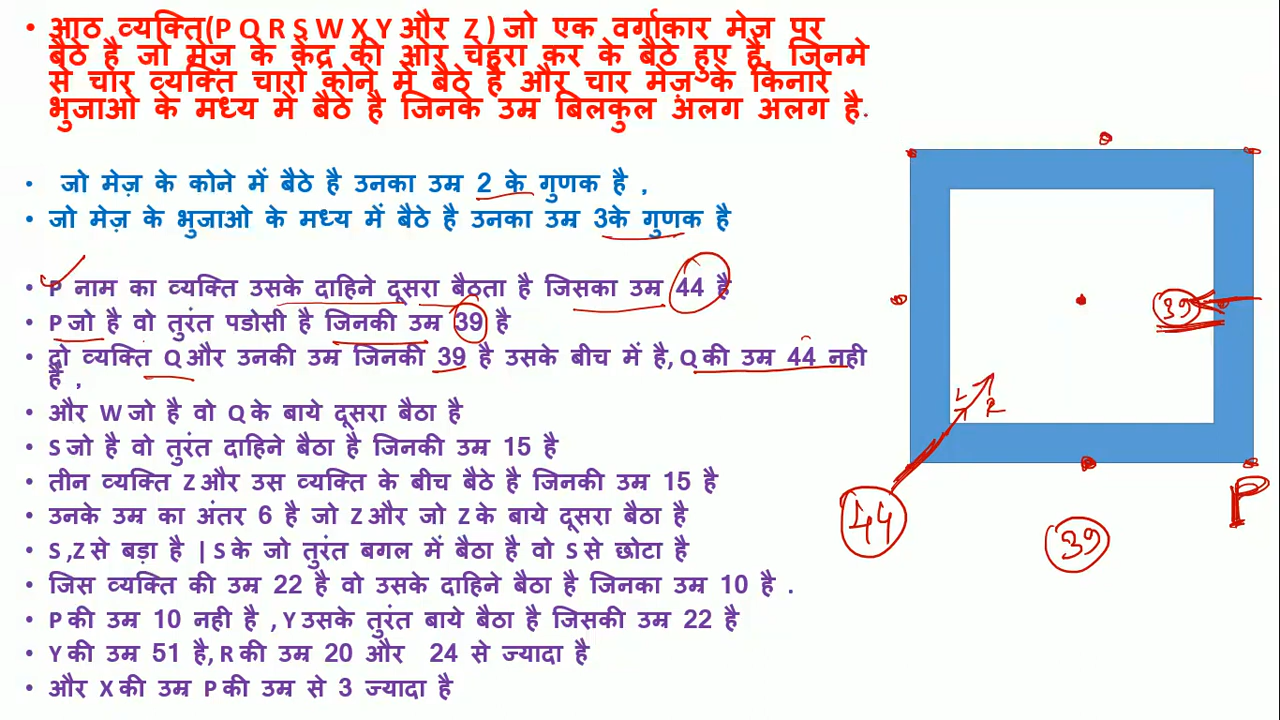 • आठ व्यक्ति(P Q R S W X Y और Z ) जो एक वर्गाकार मेज़ पर
बैठे है जो मेज़ के केंद्र की ओर चेहरा कर के बैठे हुए है, जिनमे
से चार व्यक्ति चारो कोने में बैठे है और चार मेज़ के किनारे
भुजाओ के मध्य में बैठे है जिनके उम्र बिलकुल अलग अलग है.
• जो मेज़ के कोने में बैठे है उनका उम्र 2 के गुणक है ,
• जो मेज़ के भुजाओ के मध्य में बैठे है उनका उम्र 3के गुणक है
• P नाम का व्यक्ति उसके दाहिने दूसरा बैठता है जिसका उम्र 44 है
• P जो है वो तुरंत पडोसी है जिनकी उम्र 39 है
• दो व्यक्ति Q और उनकी उम्र जिनकी 39 है उसके बीच में है, Q की उम्र 44 नही
है ,
• और W जो है वो Q के बाये दूसरा बैठा है
• S जो है वो तुरंत दाहिने बैठा है जिनकी उम्र 15 है
• तीन व्यक्ति Z और उस व्यक्ति के बीच बैठे है जिनकी उम्र 15 है
• उनके उम्र का अंतर 6 है जो Z और जो Z के बाये दूसरा बैठा है
• S ,Z से बड़ा है | S के जो तुरंत बगल में बैठा है वो S से छोटा है
• जिस व्यक्ति की उम्र 22 है वो उसके दाहिने बैठा है जिनका उम्र 10 है .
• P की उम्र 10 नही है , Y उसके तुरंत बाये बैठा है जिसकी उम्र 22 है
• Y की उम्र 51 है, R की उम्र 20 और 24 से ज्यादा है
• और X की उम्र P की उम्र से 3 ज्यादा है
39
L
R
44
39
P